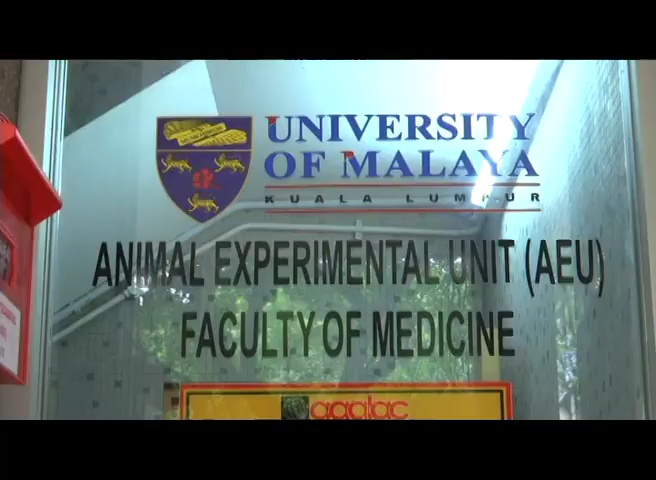 UNIVERSITY
OF MALAYA
KUALA LUMPUR
ANIMAL EXPERIMENTAL UNIT (AEU)
FACULTY OF MEDICINE
aaalac